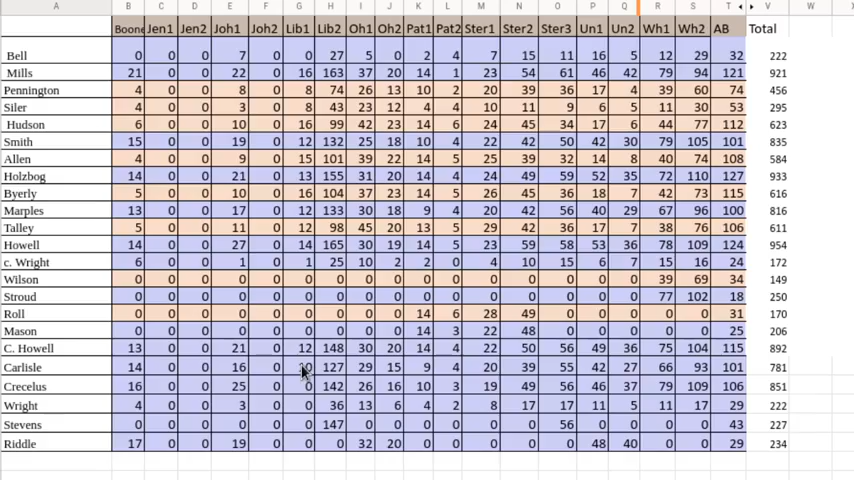 A B C D E F G H I J K L M N O P Q R S T V W X
Boone Jen1 Jen2 Joh1 Joh2 Lib1 Lib2 Oh1 Oh2 Pat1 Pat2 Ster1 Ster2 Ster3 Un1 Un2 Wh1 Wh2 AB Total
Bell 0 0 0 7 0 0 27 5 0 2 4 7 15 11 16 5 12 29 32 222
Mills 21 0 0 22 0 16 163 37 20 14 1 23 54 61 46 42 79 94 121 921
Pennington 4 0 0 8 0 8 74 26 13 10 2 20 39 36 17 4 39 60 74 456
Siler 4 0 0 3 0 8 43 23 12 4 4 10 11 9 6 5 11 30 53 295
Hudson 6 0 0 10 0 16 99 42 23 14 6 24 45 34 17 6 44 77 112 623
Smith 15 0 0 19 0 12 132 25 18 10 4 22 42 50 42 30 79 105 101 835
Allen 4 0 0 9 0 15 101 39 22 14 5 25 39 32 14 8 40 74 108 584
Holzbog 14 0 0 21 0 13 155 31 20 14 4 24 49 59 52 35 72 110 127 933
Byerly 5 0 0 10 0 16 104 37 23 14 5 26 45 36 18 7 42 73 115 616
Marples 13 0 0 17 0 12 133 30 18 9 4 20 42 56 40 29 67 96 100 816
Talley 5 0 0 11 0 12 98 45 20 13 5 29 42 36 17 7 38 76 106 611
Howell 14 0 0 27 0 14 165 30 19 14 5 23 59 58 53 36 78 109 124 954
c. Wright 6 0 0 1 0 1 25 10 2 2 0 4 10 15 6 7 15 16 24 172
Wilson 0 0 0 0 0 0 0 0 0 0 0 0 0 0 0 0 39 69 34 149
Stroud 0 0 0 0 0 0 0 0 0 0 0 0 0 0 0 0 77 102 18 250
Roll 0 0 0 0 0 0 0 0 0 14 6 28 49 0 0 0 0 0 31 170
Mason 0 0 0 0 0 0 0 0 0 14 3 22 48 0 0 0 0 0 25 206
C. Howell 13 0 0 21 0 12 148 30 20 14 4 22 50 56 49 36 75 104 115 892
Carlisle 14 0 0 16 0 127 29 15 9 4 20 39 55 42 27 66 93 101 781
Crecelus 16 0 0 25 0 0 142 26 16 10 3 19 49 56 46 37 79 109 106 851
Wright 4 0 0 3 0 0 36 13 6 4 2 8 17 17 11 5 11 17 29 222
Stevens 0 0 0 0 0 0 147 0 0 0 0 0 0 56 0 0 0 0 43 227
Riddle 17 0 0 19 0 0 0 32 20 0 0 0 0 0 48 40 0 0 29 234